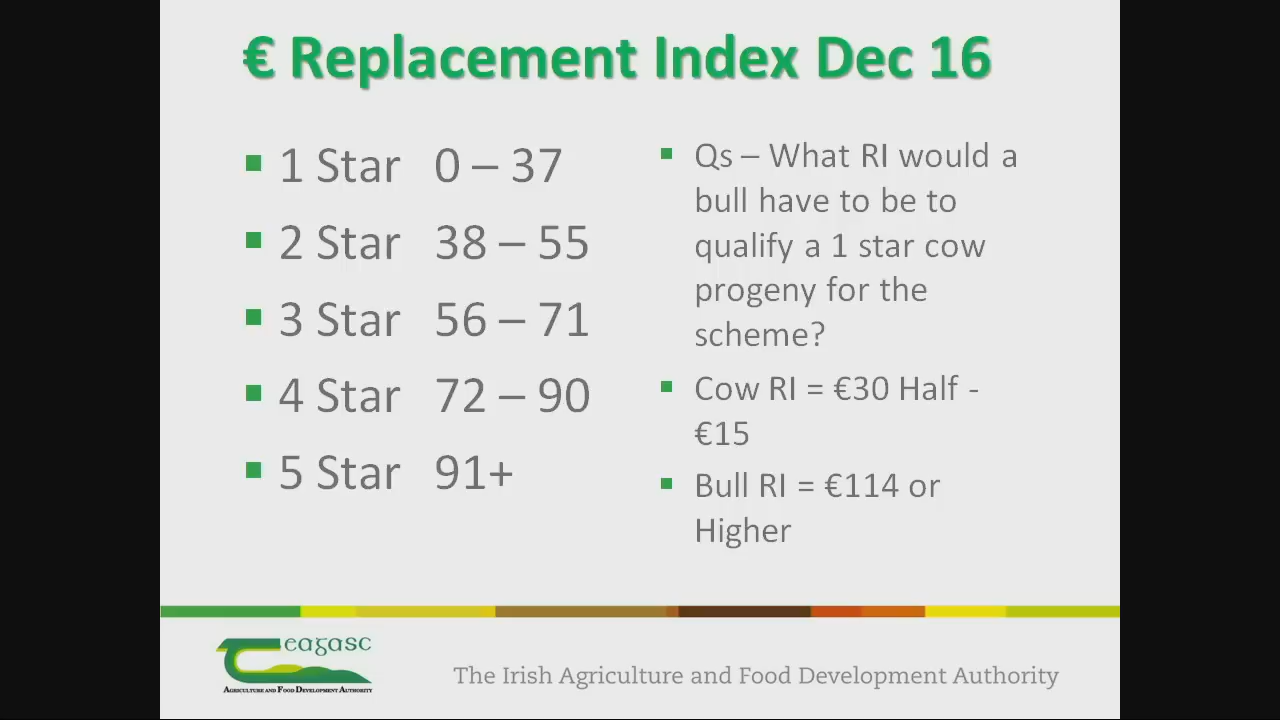 € Replacement Index Dec 16
1 Star 0 – 37
2 Star 38 – 55
3 Star 56 – 71
4 Star 72 – 90
5 Star 91+
Qs – What RI would a
bull have to be to
qualify a 1 star cow
progeny for the
scheme?
Cow RI = €30 Half -
€15
Bull RI = €114 or
Higher
eagasc
Agriculture and Food Development Authority
The Irish Agriculture and Food Development Authority